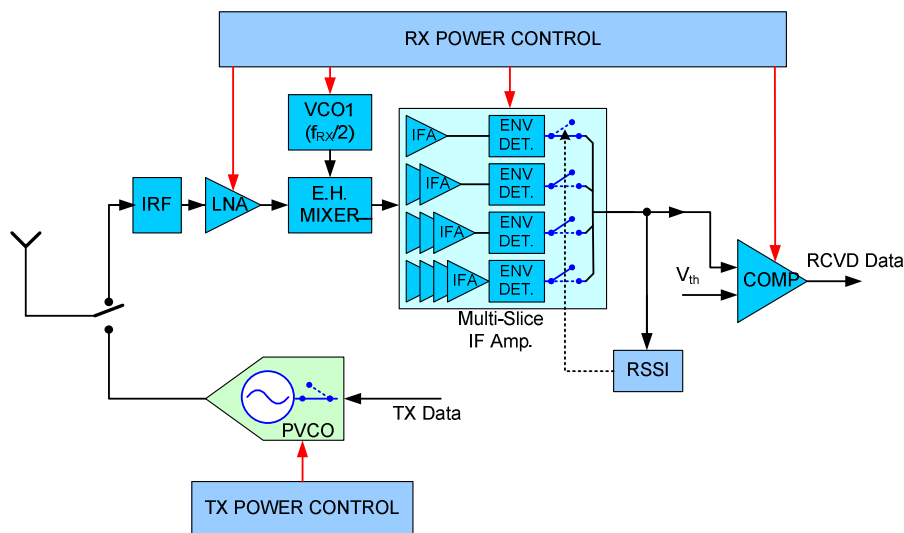 RX POWER CONTROL
VCO1
(fRX/2)
IFA
ENV
DET.
IFA
ENV
DET.
IRF
LNA
E.H.
MIXER
IFA
ENV
DET.
IFA
ENV
DET.
Multi-Slice
IF Amp.
Vth
COMP
RCVD Data
RSSI
PVCO
TX Data
TX POWER CONTROL